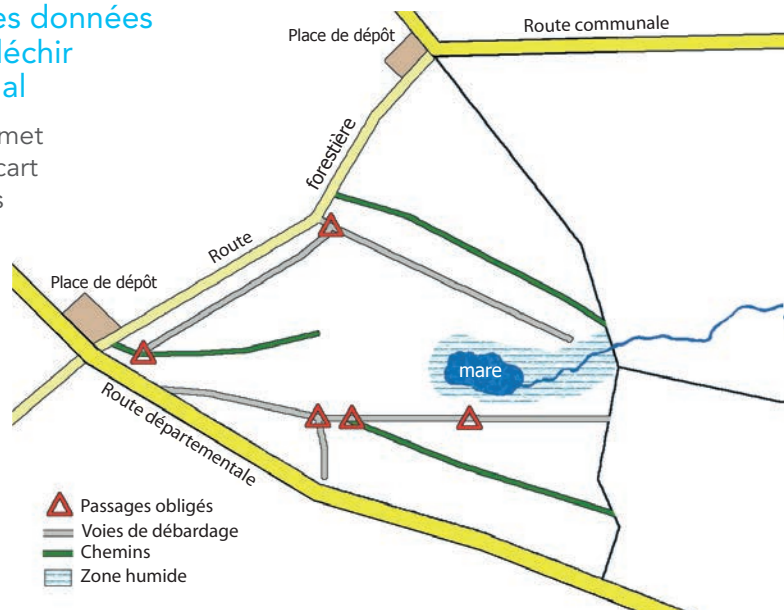 es données
léchir
al
met
cart
s
Place de dépôt
Route communale
Route
forestière
Place de dépôt
mare
Route départementale
Passages obligés
Voies de débardage
Chemins
Zone humide